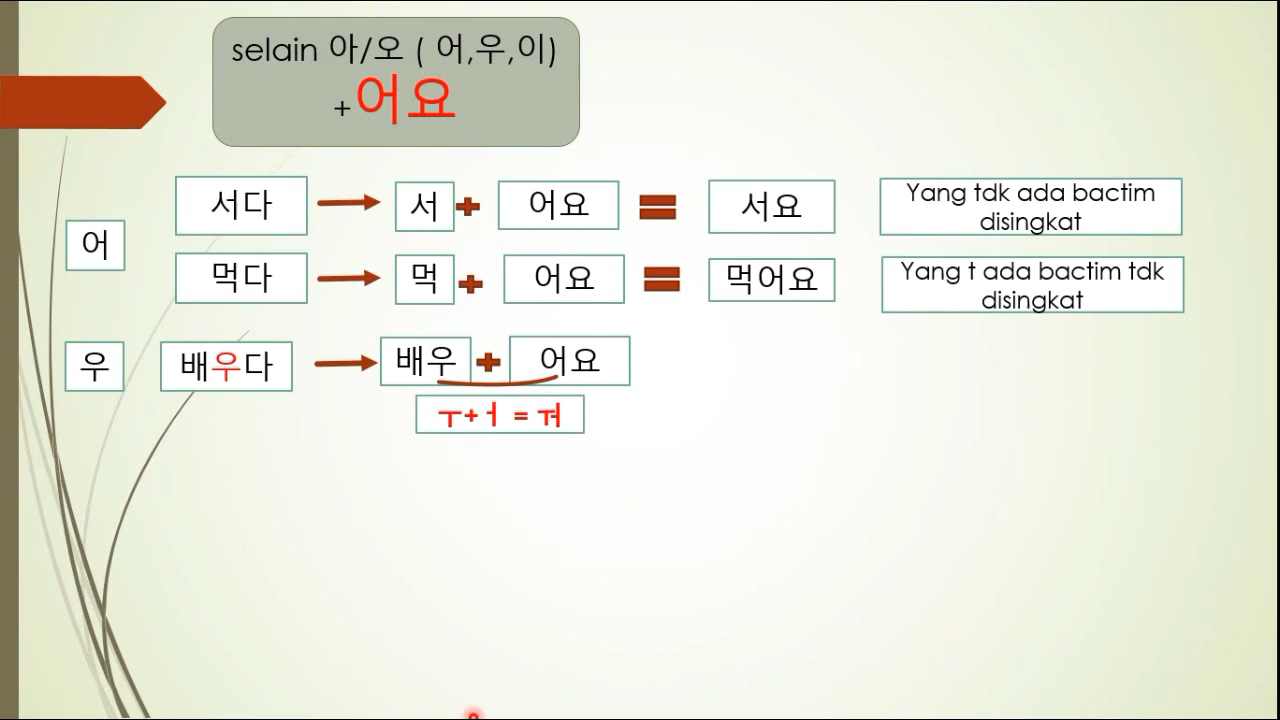 selain 아/오 ( 어,우,이)
+어요
어
서다 서 + 어요 = 서요 Yang tdk ada bactim disingkat
먹다 먹 + 어요 = 먹어요 Yang t ada bactim tdk disingkat
우 배우다 배우 + 어요
ㅜ+ㅓ = ㅝ